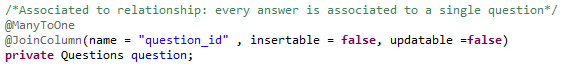 /*Associated to relationship: every answer is associated to a single question*/
@ManyToOne
@JoinColumn(name = "question_id" , insertable = false, updatable =false)
private Questions question;